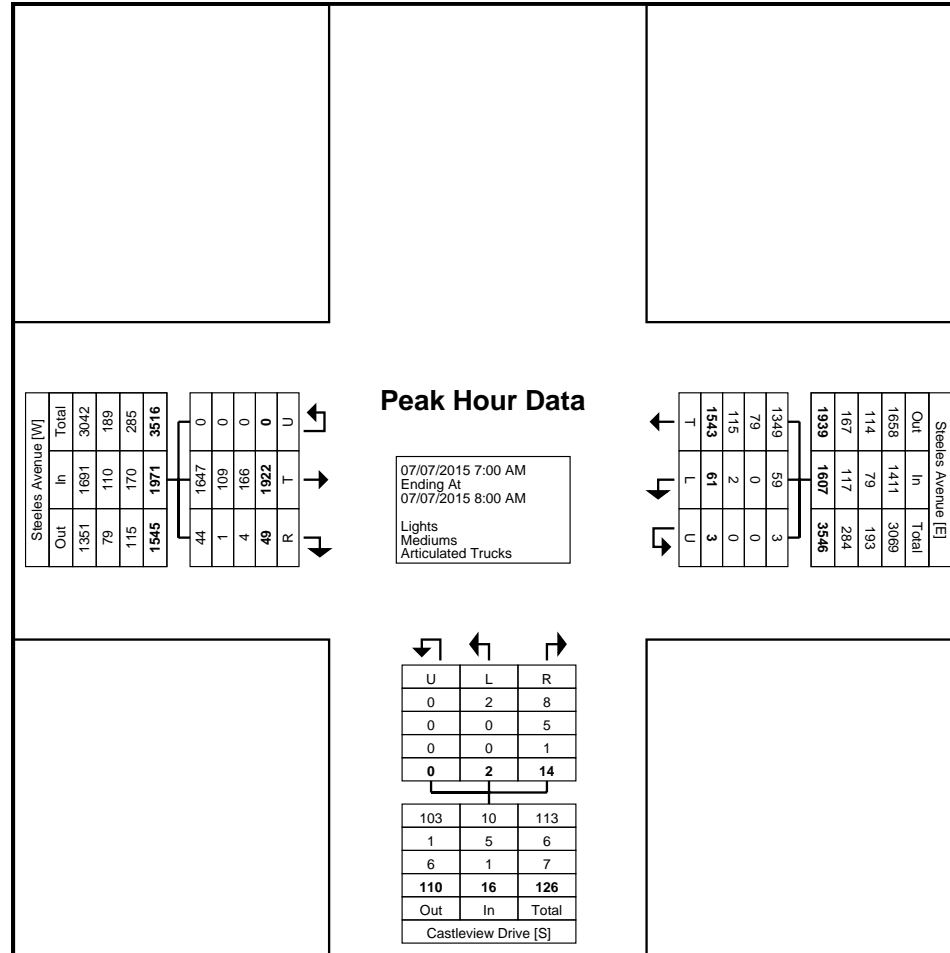 Peak Hour Data
07/07/2015 7:00 AM
Ending At
07/07/2015 8:00 AM
Lights
Mediums
Articulated Trucks
Steeles Avenue [W]
Out In Total
1351 1691 3042
79 110 189
115 170 285
1545 1971 3516
44 1647 0
1 109 0
4 166 0
49 1922 0
R T U
Steeles Avenue [E]
Out In Total
1658 1411 3069
114 79 193
167 117 284
1939 1607 3546
1349 59 3
79 0 0
115 2 0
1543 61 3
T L U
U L R
0 2 8
0 0 5
0 0 1
0 2 14
103 10 113
1 5 6
6 1 7
110 16 126
Out In Total
Castleview Drive [S]